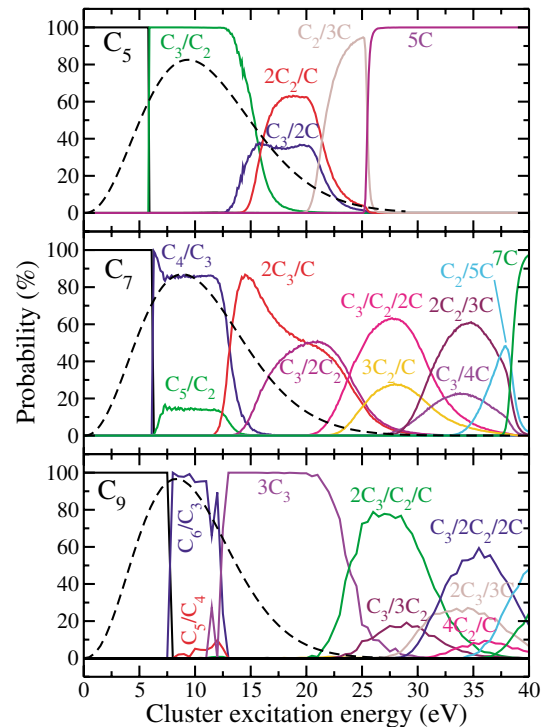 C₅
C₃/C₂
2C₂/C
C₃/2C
C₂/3C
5C
100
80
60
40
20
0
C₇
C₄/C₃
C₅/C₂
2C₃/C
C₃/2C₂
C₃/C₂/2C
3C₂/C
2C₂/3C
C₃/4C
C₂/5C
7C
100
80
60
40
20
0
Probability (%)
C₉
C₆/C₃
C₅/C₄
3C₃
2C₃/C₂/C
C₃/3C₂
C₃/2C₂/2C
2C₃/3C
4C₂/C
100
80
60
40
20
0
0 5 10 15 20 25 30 35 40
Cluster excitation energy (eV)